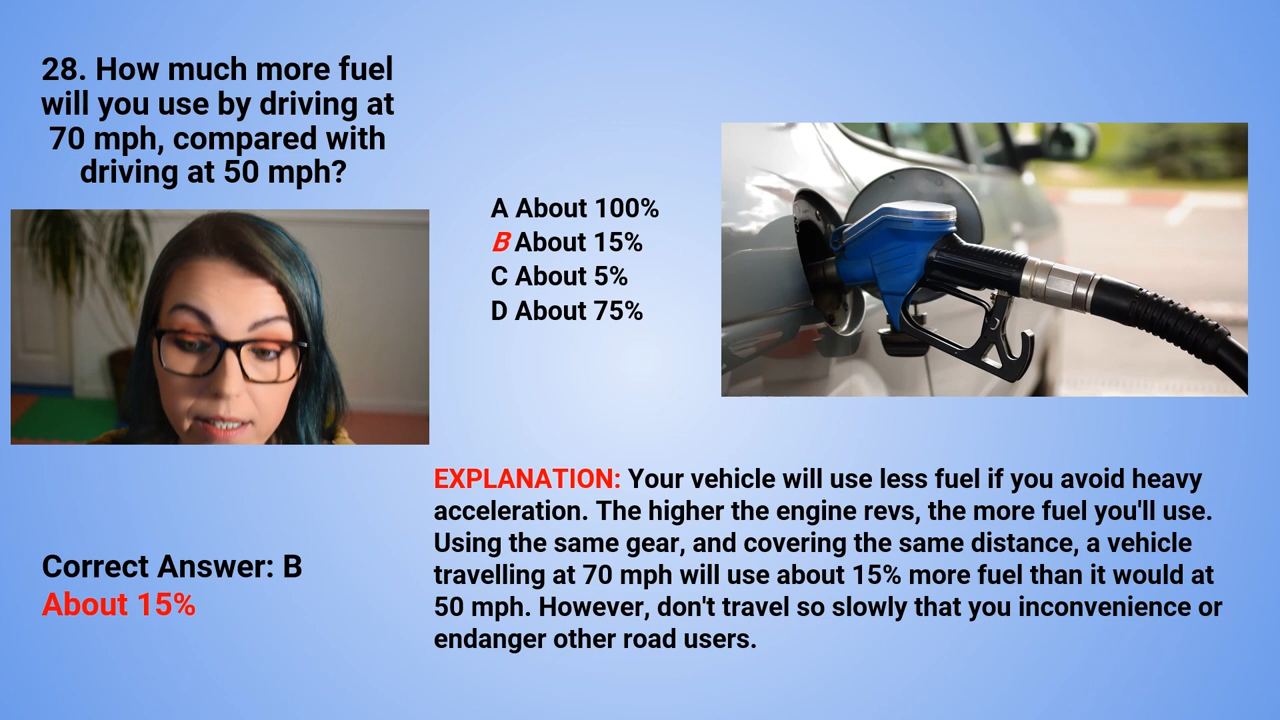 28. How much more fuel
will you use by driving at
70 mph, compared with
driving at 50 mph?
A About 100%
B About 15%
C About 5%
D About 75%
EXPLANATION: Your vehicle will use less fuel if you avoid heavy
acceleration. The higher the engine revs, the more fuel you'll use.
Using the same gear, and covering the same distance, a vehicle
travelling at 70 mph will use about 15% more fuel than it would at
50 mph. However, don't travel so slowly that you inconvenience or
endanger other road users.
Correct Answer: B
About 15%